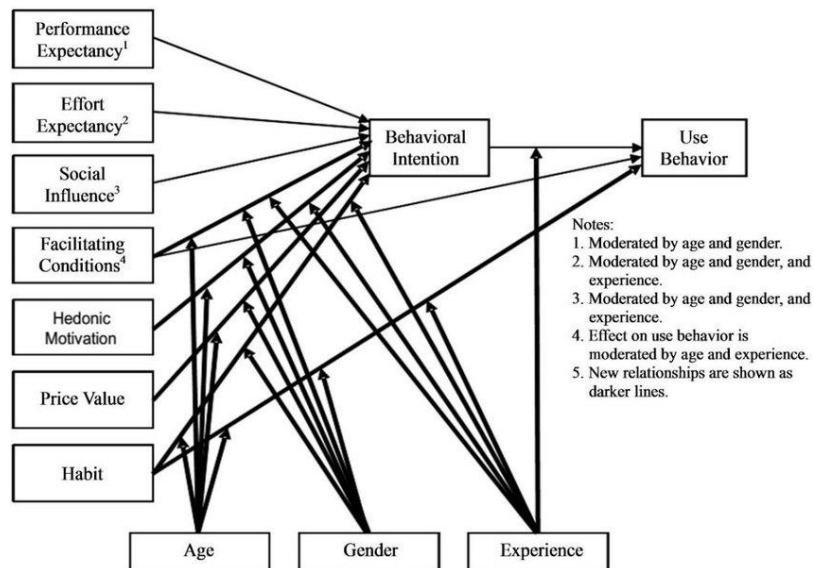 Performance
Expectancy1
Effort
Expectancy2
Behavioral
Intention
Use
Behavior
Social
Influence3
Facilitating
Conditions4
Hedonic
Motivation
Price Value
Habit
Notes:
1. Moderated by age and gender.
2. Moderated by age and gender, and
experience.
3. Moderated by age and gender, and
experience.
4. Effect on use behavior is
moderated by age and experience.
5. New relationships are shown as
darker lines.
Age
Gender
Experience